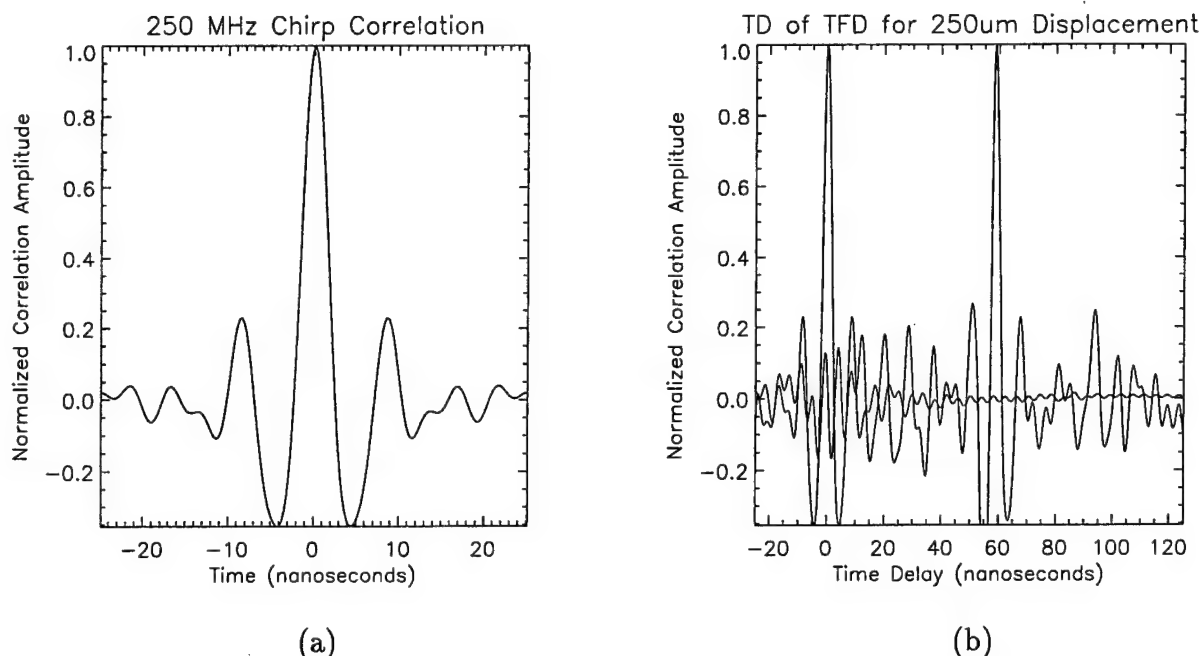 250 MHz Chirp Correlation
Normalized Correlation Amplitude
1.0
0.8
0.6
0.4
0.2
0.0
−0.2
−20 −10 0 10 20
Time (nanoseconds)
(a)
TD of TFD for 250um Displacement
Normalized Correlation Amplitude
1.0
0.8
0.6
0.4
0.2
0.0
−0.2
−20 0 20 40 60 80 100 120
Time Delay (nanoseconds)
(b)